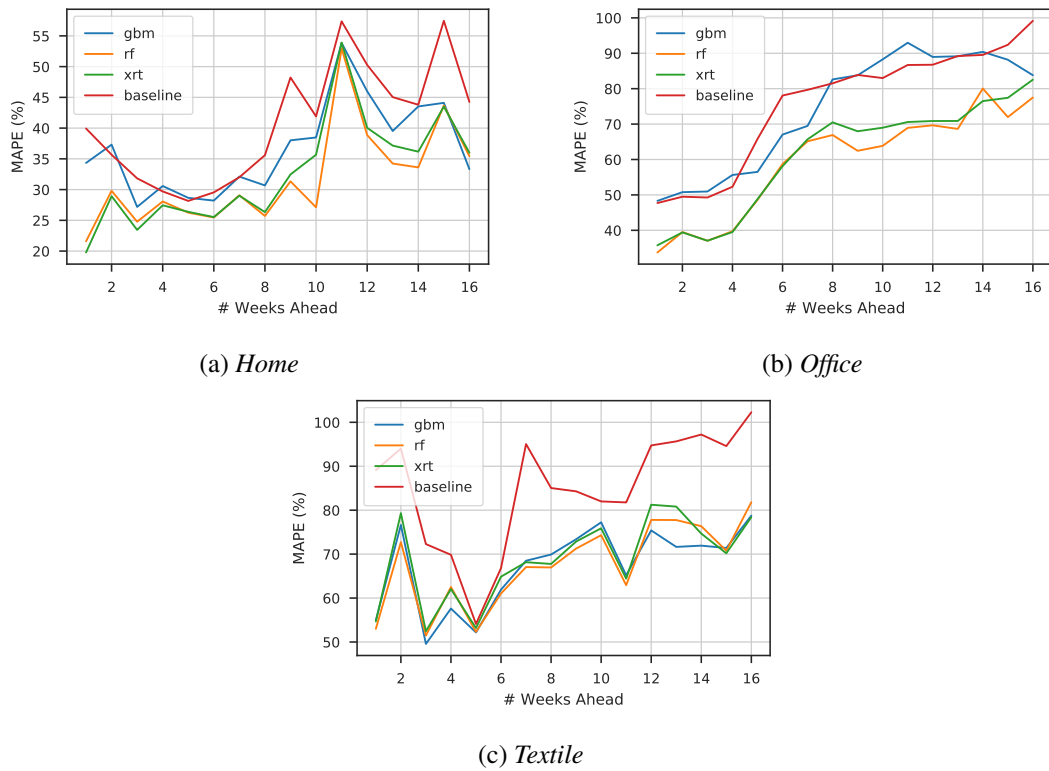 gbm
rf
xrt
baseline
55
50
45
40
35
30
25
20
MAPE (%)
2 4 6 8 10 12 14 16
# Weeks Ahead
(a) Home
gbm
rf
xrt
baseline
100
90
80
70
60
50
40
MAPE (%)
2 4 6 8 10 12 14 16
# Weeks Ahead
(b) Office
gbm
rf
xrt
baseline
100
90
80
70
60
50
MAPE (%)
2 4 6 8 10 12 14 16
# Weeks Ahead
(c) Textile